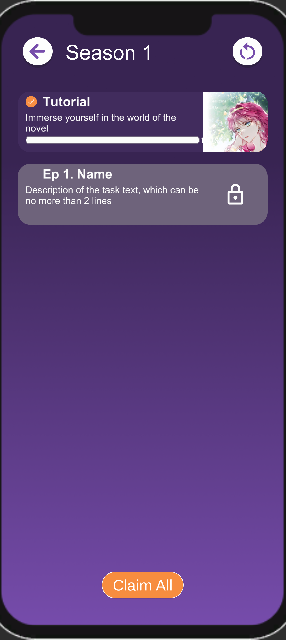 Season 1
Tutorial
Immerse yourself in the world of the
novel
Ep 1. Name
Description of the task text, which can be
no more than 2 lines
Claim All